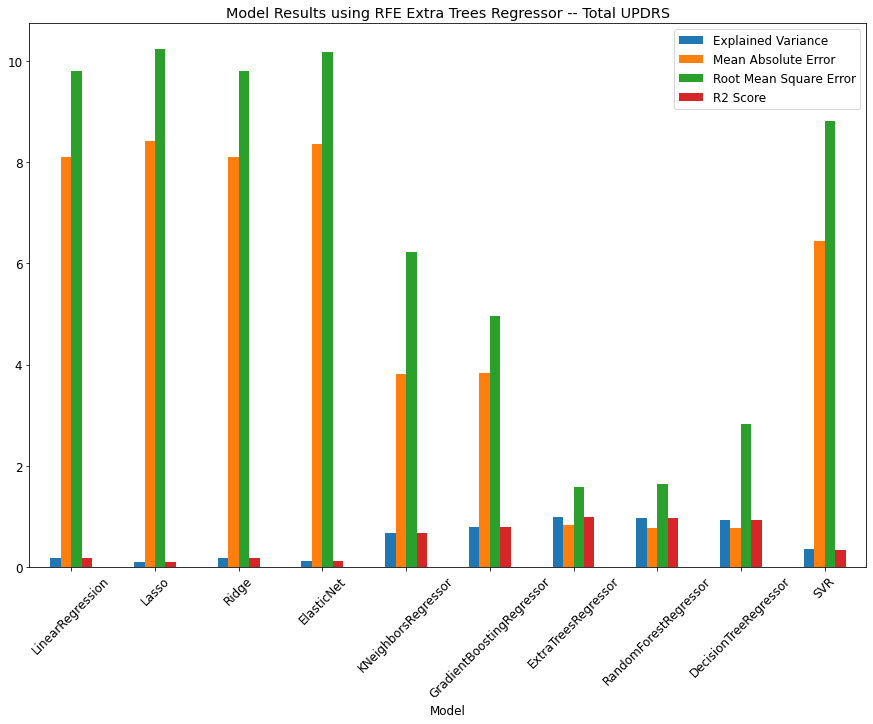 Model Results using RFE Extra Trees Regressor -- Total UPDRS
Explained Variance
Mean Absolute Error
Root Mean Square Error
R2 Score
10
8
6
4
2
0
LinearRegression
Lasso
Ridge
ElasticNet
KNeighborsRegressor
GradientBoostingRegressor
ExtraTreesRegressor
RandomForestRegressor
DecisionTreeRegressor
SVR
Model